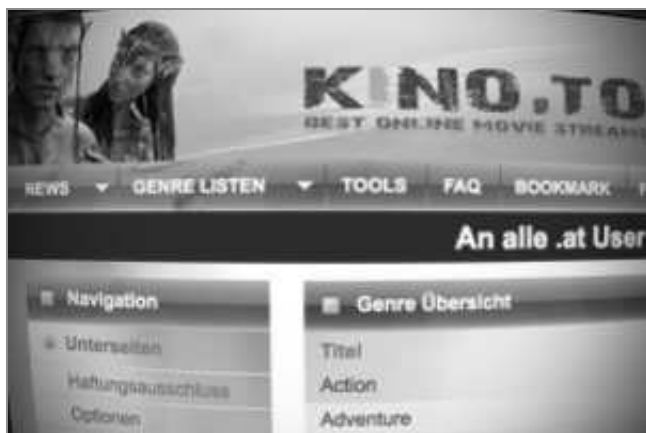 KINO.TO
BEST ONLINE MOVIE STREAMS
NEWS GENRE LISTEN TOOLS FAQ BOOKMARK
An alle .at User
Navigation
Unterseiten
Haftungsausschluss
Optionen
Genre Übersicht
Titel
Action
Adventure